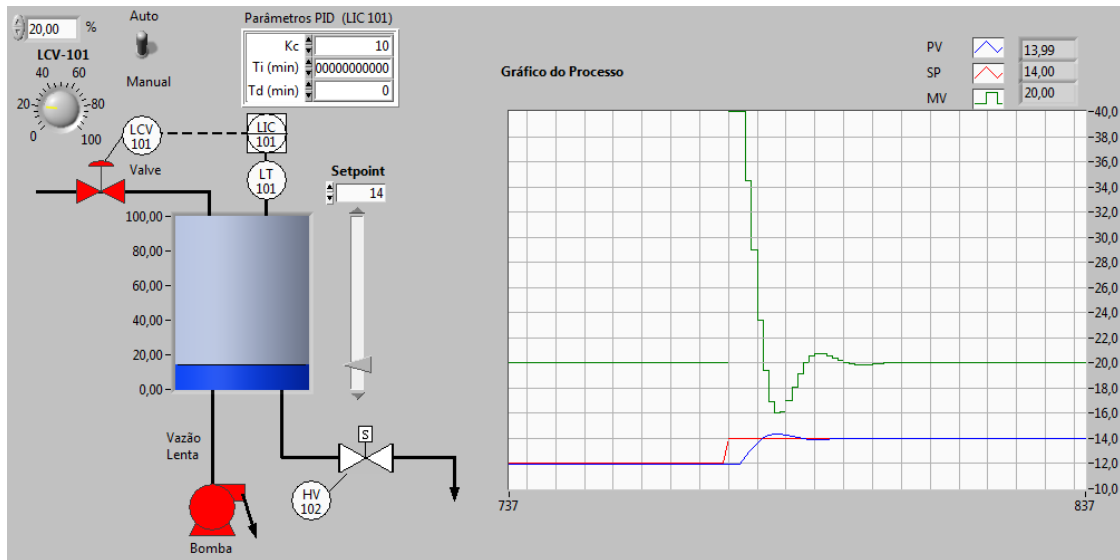 20,00 %
Auto
Manual
LCV-101
0
20
40
60
80
100
Parâmetros PID (LIC 101)
Kc 10
Ti (min) 00000000000
Td (min) 0
LCV
101
LIC
101
LT
101
Valve
Setpoint
14
100,00
80,00
60,00
40,00
20,00
0,00
Vazão
Lenta
S
HV
102
Bomba
Gráfico do Processo
PV 13,99
SP 14,00
MV 20,00
40,0
38,0
36,0
34,0
32,0
30,0
28,0
26,0
24,0
22,0
20,0
18,0
16,0
14,0
12,0
10,0
737
837